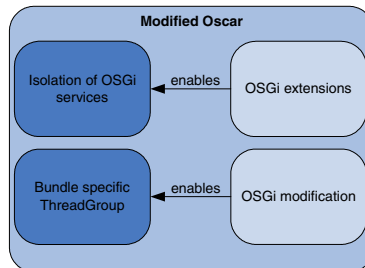 Modified Oscar
Isolation of OSGi
services
enables
OSGi extensions
Bundle specific
ThreadGroup
enables
OSGi modification